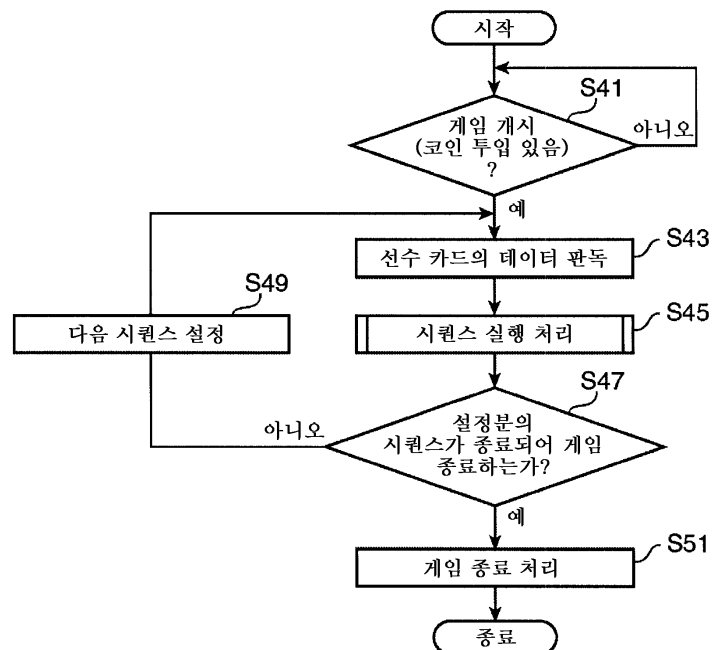 시작
S41
게임 개시
(코인 투입 있음)
?
아니오
예
선수 카드의 데이터 판독
S43
S49
다음 시퀀스 설정
시퀀스 실행 처리
S45
S47
설정분의
시퀀스가 종료되어 게임
종료하는가?
아니오
예
게임 종료 처리
S51
종료